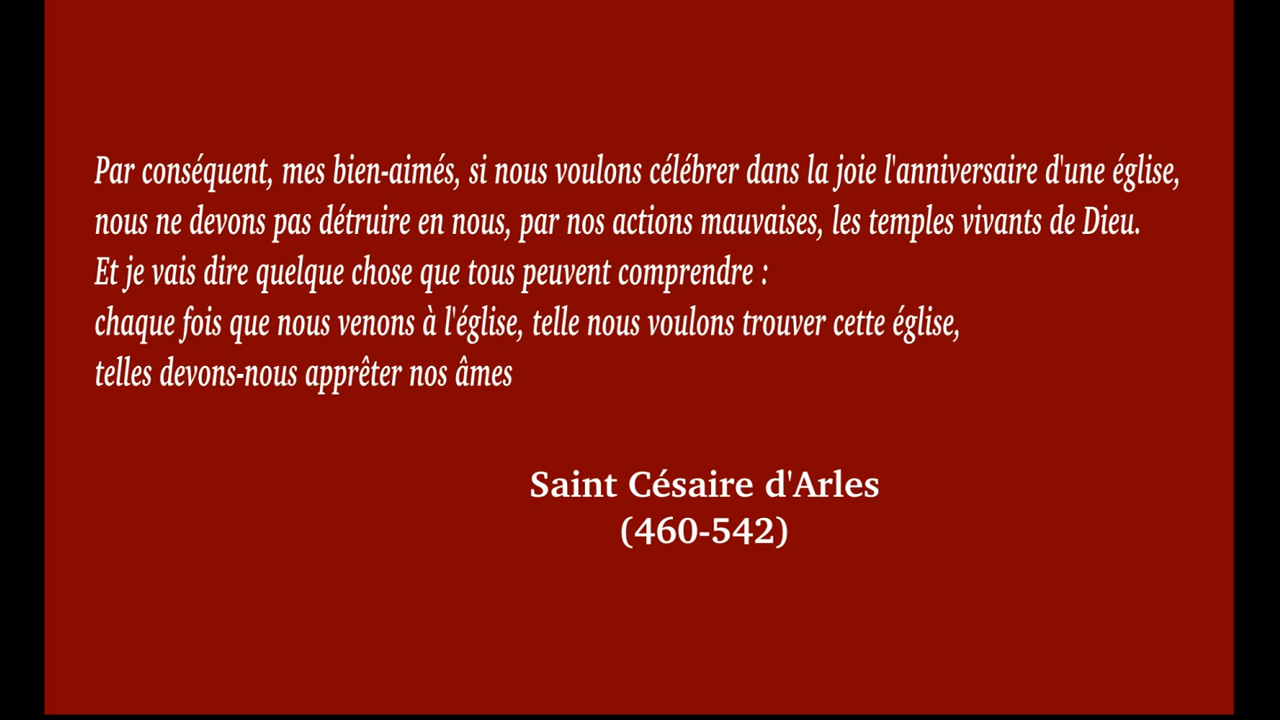 Par conséquent, mes bien-aimés, si nous voulons célébrer dans la joie l'anniversaire d'une église,
nous ne devons pas détruire en nous, par nos actions mauvaises, les temples vivants de Dieu.
Et je vais dire quelque chose que tous peuvent comprendre :
chaque fois que nous venons à l'église, telle nous voulons trouver cette église,
telles devons-nous apprêter nos âmes
Saint Césaire d'Arles
(460-542)